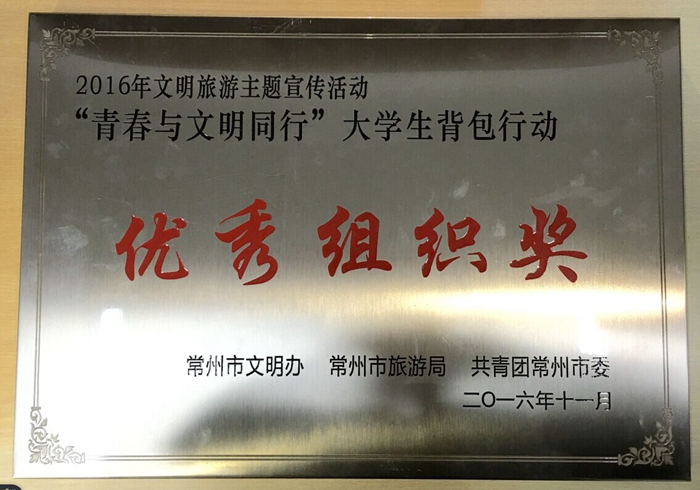 2016年文明旅游主题宣传活动
“青春与文明同行”大学生背包行动
优秀组织奖
常州市文明办 常州市旅游局 共青团常州市委
二〇一六年十一月